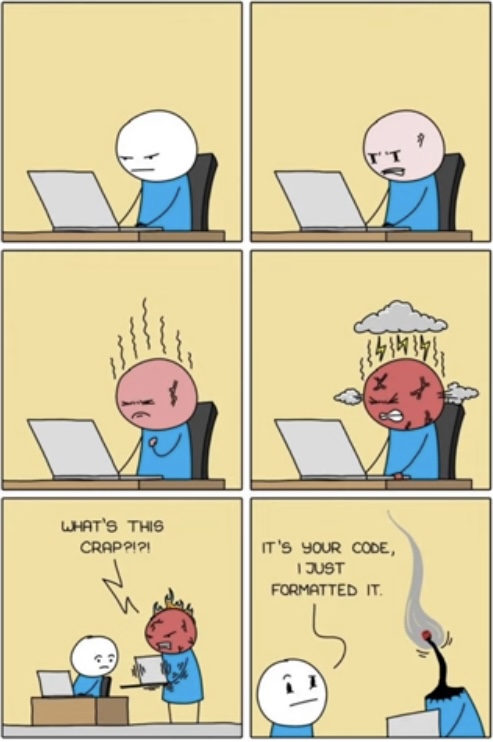 WHAT'S THIS
CRAP?!?!
IT'S YOUR CODE,
I JUST
FORMATTED IT.